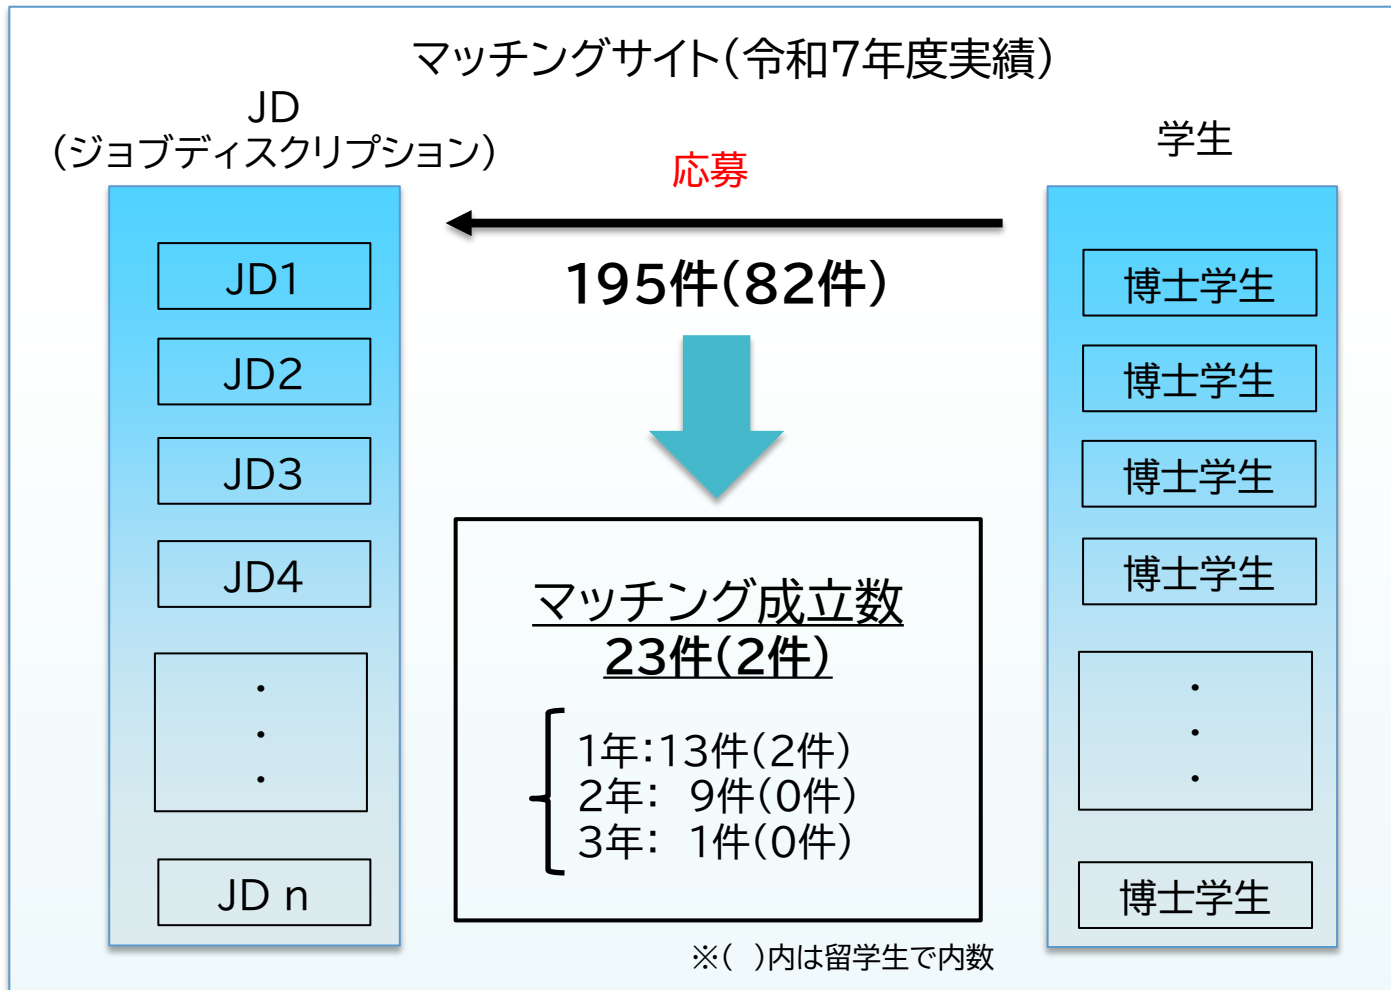 マッチングサイト(令和7年度実績)
JD
(ジョブディスクリプション)
JD1
JD2
JD3
JD4
・
・
・
JD n
応募
195件(82件)
マッチング成立数
23件(2件)
1年:13件(2件)
2年: 9件(0件)
3年: 1件(0件)
※( )内は留学生で内数
学生
博士学生
博士学生
博士学生
博士学生
・
・
・
博士学生